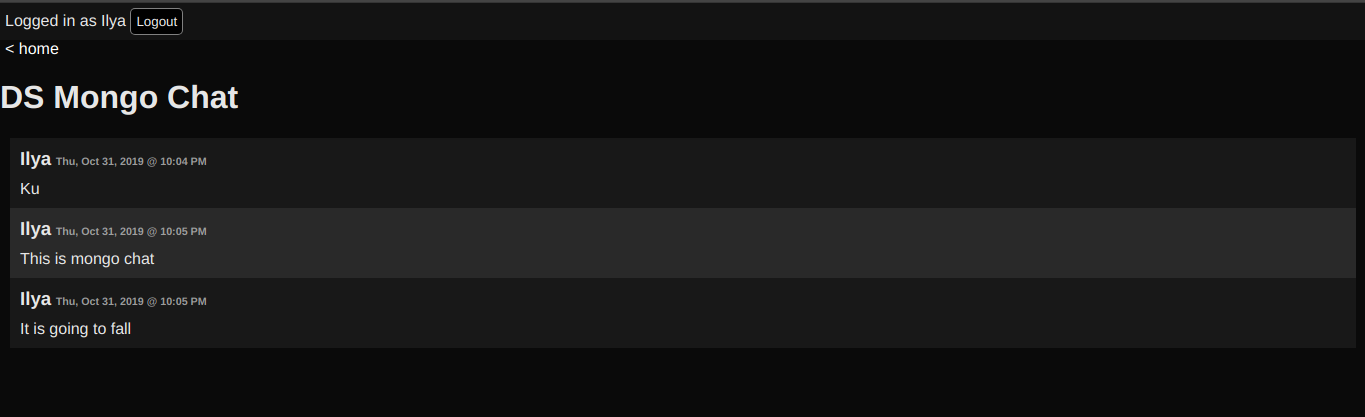 Logged in as Ilya Logout
< home
DS Mongo Chat
Ilya Thu, Oct 31, 2019 @ 10:04 PM
Ku
Ilya Thu, Oct 31, 2019 @ 10:05 PM
This is mongo chat
Ilya Thu, Oct 31, 2019 @ 10:05 PM
It is going to fall